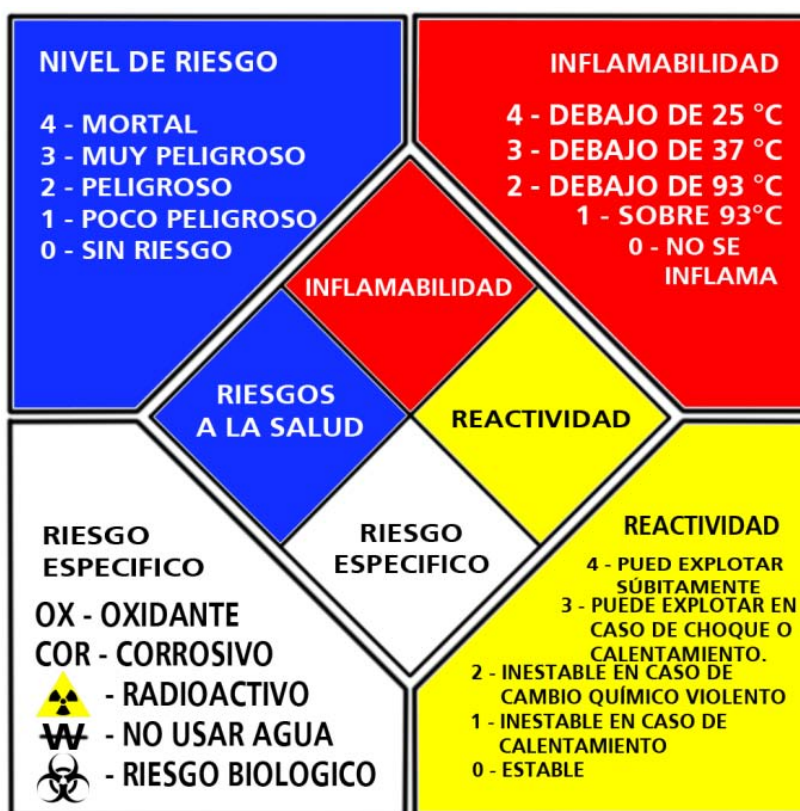 NIVEL DE RIESGO
4 - MORTAL
3 - MUY PELIGROSO
2 - PELIGROSO
1 - POCO PELIGROSO
0 - SIN RIESGO
INFLAMABILIDAD
4 - DEBAJO DE 25 °C
3 - DEBAJO DE 37 °C
2 - DEBAJO DE 93 °C
1 - SOBRE 93°C
0 - NO SE
INFLAMA
INFLAMABILIDAD
RIESGOS
A LA SALUD
REACTIVIDAD
RIESGO
ESPECIFICO
RIESGO
ESPECIFICO
OX - OXIDANTE
COR - CORROSIVO
- RADIOACTIVO
W - NO USAR AGUA
- RIESGO BIOLOGICO
REACTIVIDAD
4 - PUED EXPLOTAR
SÚBITAMENTE
3 - PUEDE EXPLOTAR EN
CASO DE CHOQUE O
CALENTAMIENTO.
2 - INESTABLE EN CASO DE
CAMBIO QUÍMICO VIOLENTO
1 - INESTABLE EN CASO DE
CALENTAMIENTO
0 - ESTABLE